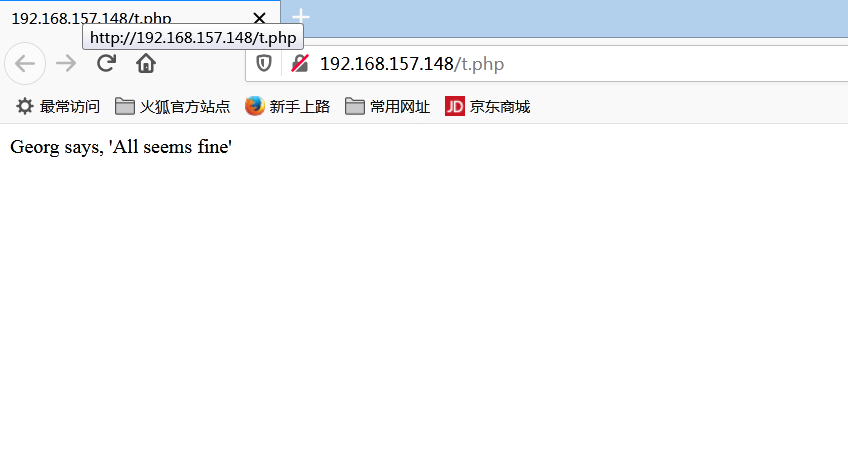 192.168.157.148/t.php
http://192.168.157.148/t.php
192.168.157.148/t.php
最常访问 火狐官方站点 新手上路 常用网址 JD 京东商城
Georg says, 'All seems fine'